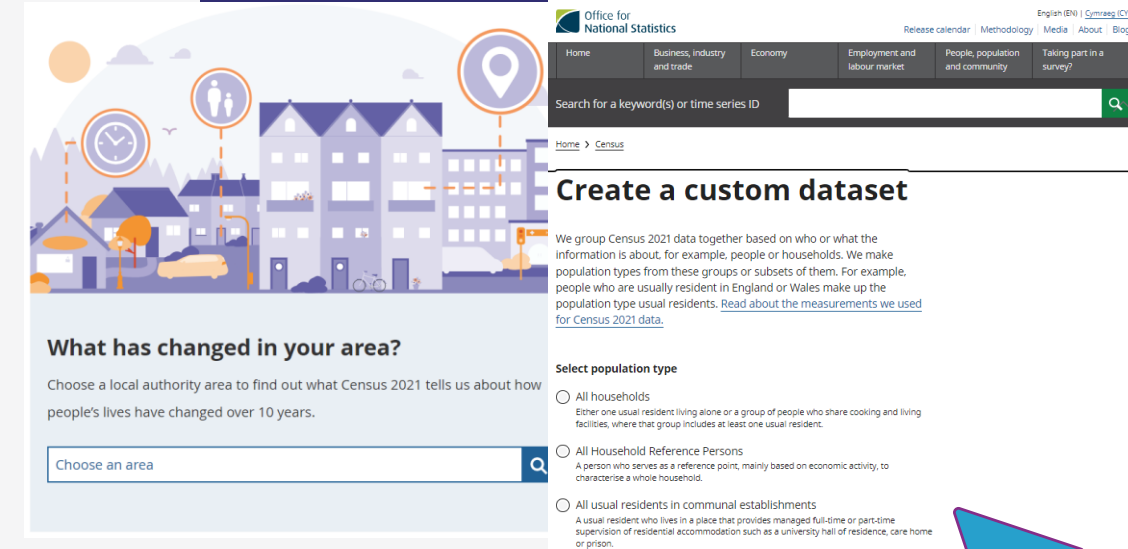 What has changed in your area?
Choose a local authority area to find out what Census 2021 tells us about how
people's lives have changed over 10 years.
Choose an area
Office for
National Statistics
English (EN) | Cymraeg (CY
Release calendar | Methodology | Media | About | Blog
Home
Business, industry
and trade
Economy
Employment and
labour market
People, population
and community
Taking part in a
survey?
Search for a keyword(s) or time series ID
Home > Census
Create a custom dataset
We group Census 2021 data together based on who or what the
information is about, for example, people or households. We make
population types from these groups or subsets of them. For example,
people who are usually resident in England or Wales make up the
population type usual residents. Read about the measurements we used
for Census 2021 data.
Select population type
All households
Either one usual resident living alone or a group of people who share cooking and living
facilities, where that group includes at least one usual resident.
All Household Reference Persons
A person who serves as a reference point, mainly based on economic activity, to
characterise a whole household.
All usual residents in communal establishments
A usual resident who lives in a place that provides managed full-time or part-time
supervision of residential accommodation such as a university hall of residence, care home
or prison.